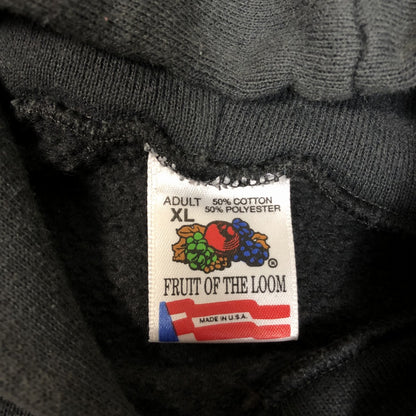 ADULT 50% COTTON
XL 50% POLYESTER
®
FRUIT OF THE LOOM
MADE IN U.S.A.